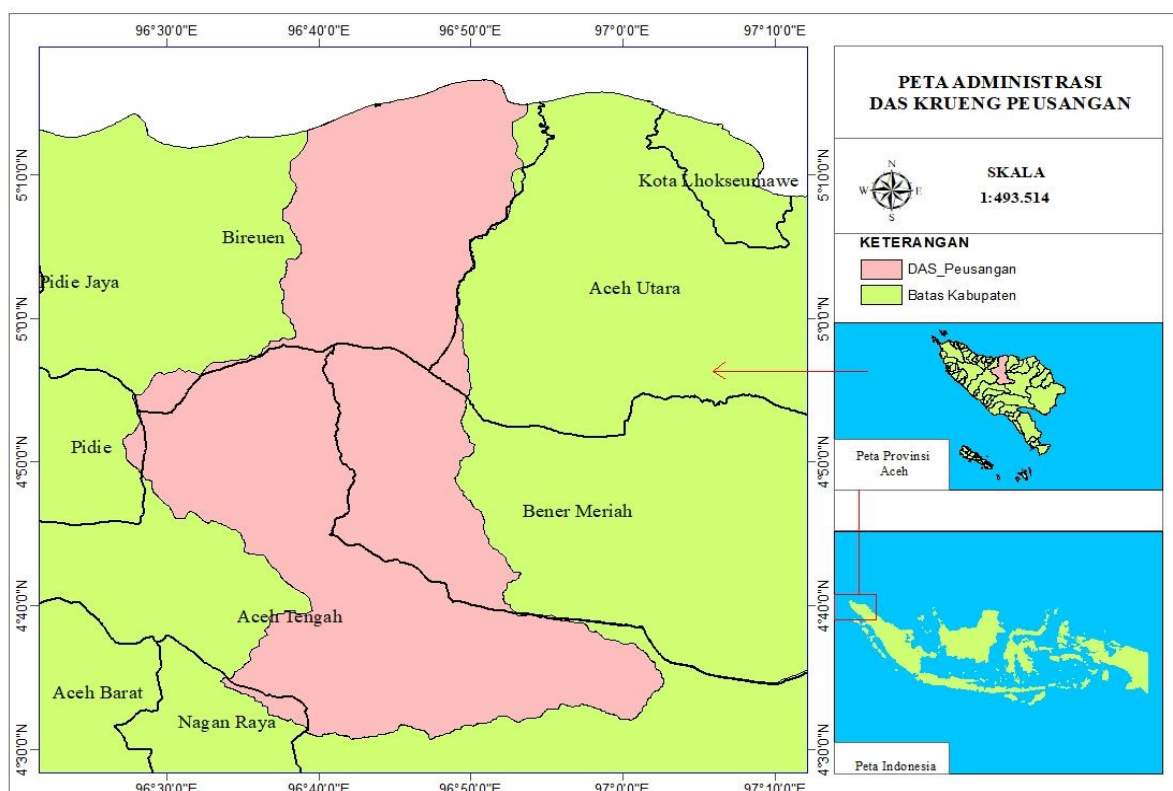 96°30'0"E 96°40'0"E 96°50'0"E 97°0'0"E 97°10'0"E
PETA ADMINISTRASI
DAS KRUENG PEUSANGAN
N
W E
S
SKALA
1:493.514
KETERANGAN
DAS_Peusangan
Batas Kabupaten
5°10'0"N
5°0'0"N
4°50'0"N
4°40'0"N
4°30'0"N
Kota Lhokseumawe
Bireuen
Pidie Jaya
Aceh Utara
Pidie
Bener Meriah
Aceh Tengah
Aceh Barat
Nagan Raya
5°10'0"N
5°0'0"N
4°50'0"N
4°40'0"N
4°30'0"N
Peta Provinsi
Aceh
Peta Indonesia
96°30'0"E 96°40'0"E 96°50'0"E 97°0'0"E 97°10'0"E